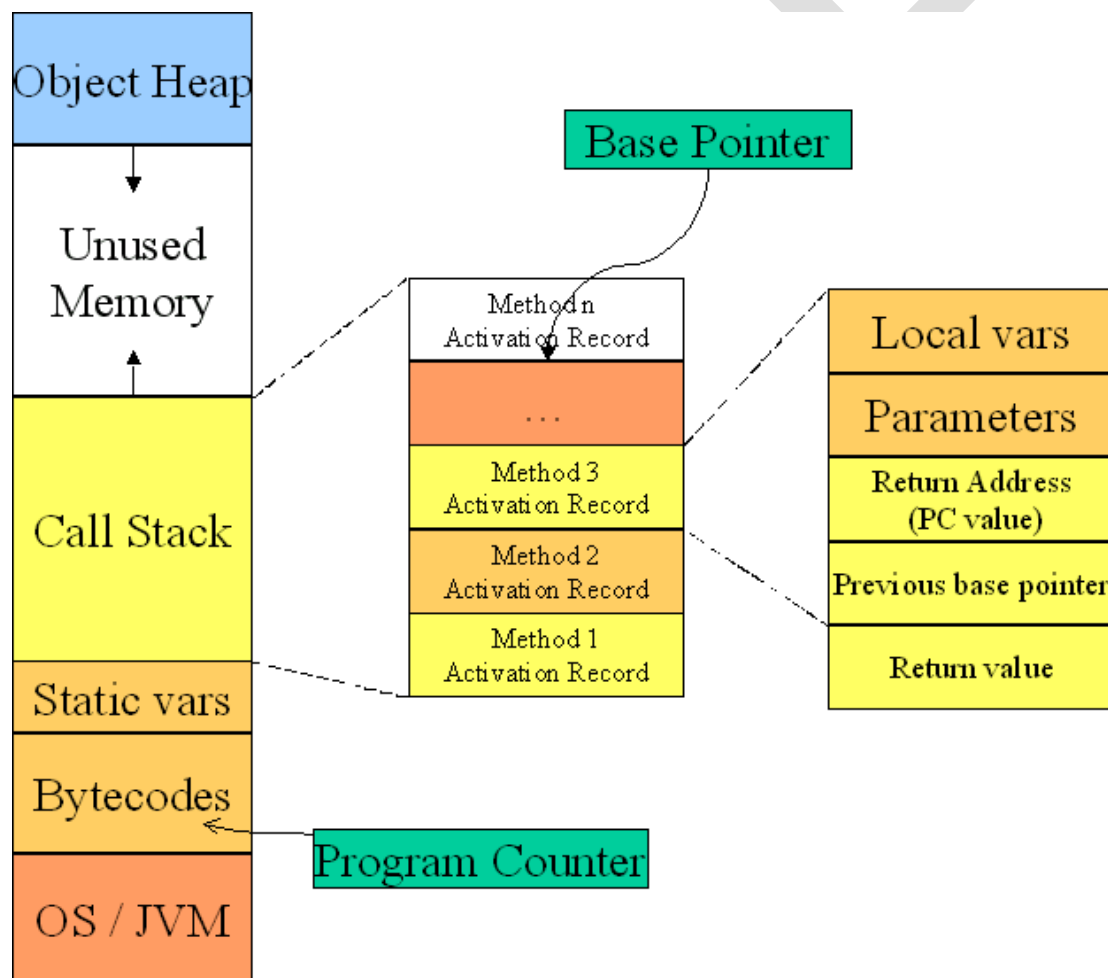 Object Heap
Unused
Memory
Call Stack
Static vars
Bytecodes
OS / JVM
Base Pointer
Method n
Activation Record
...
Method 3
Activation Record
Method 2
Activation Record
Method 1
Activation Record
Program Counter
Local vars
Parameters
Return Address
(PC value)
Previous base pointer
Return value